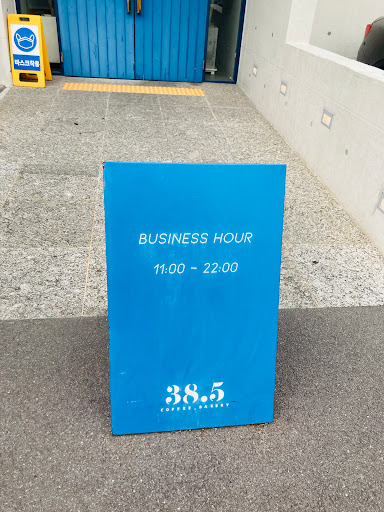 마스크착용
BUSINESS HOUR
11:00 - 22:00
38.5
COFFEE, BAKERY